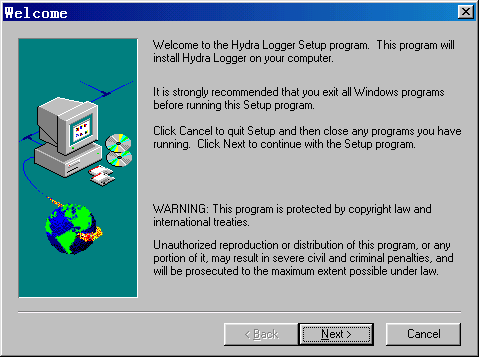 Welcome
Welcome to the Hydra Logger Setup program. This program will
install Hydra Logger on your computer.
It is strongly recommended that you exit all Windows programs
before running this Setup program.
Click Cancel to quit Setup and then close any programs you have
running. Click Next to continue with the Setup program.
WARNING: This program is protected by copyright law and
international treaties.
Unauthorized reproduction or distribution of this program, or any
portion of it, may result in severe civil and criminal penalties, and
will be prosecuted to the maximum extent possible under law.
< Back Next > Cancel